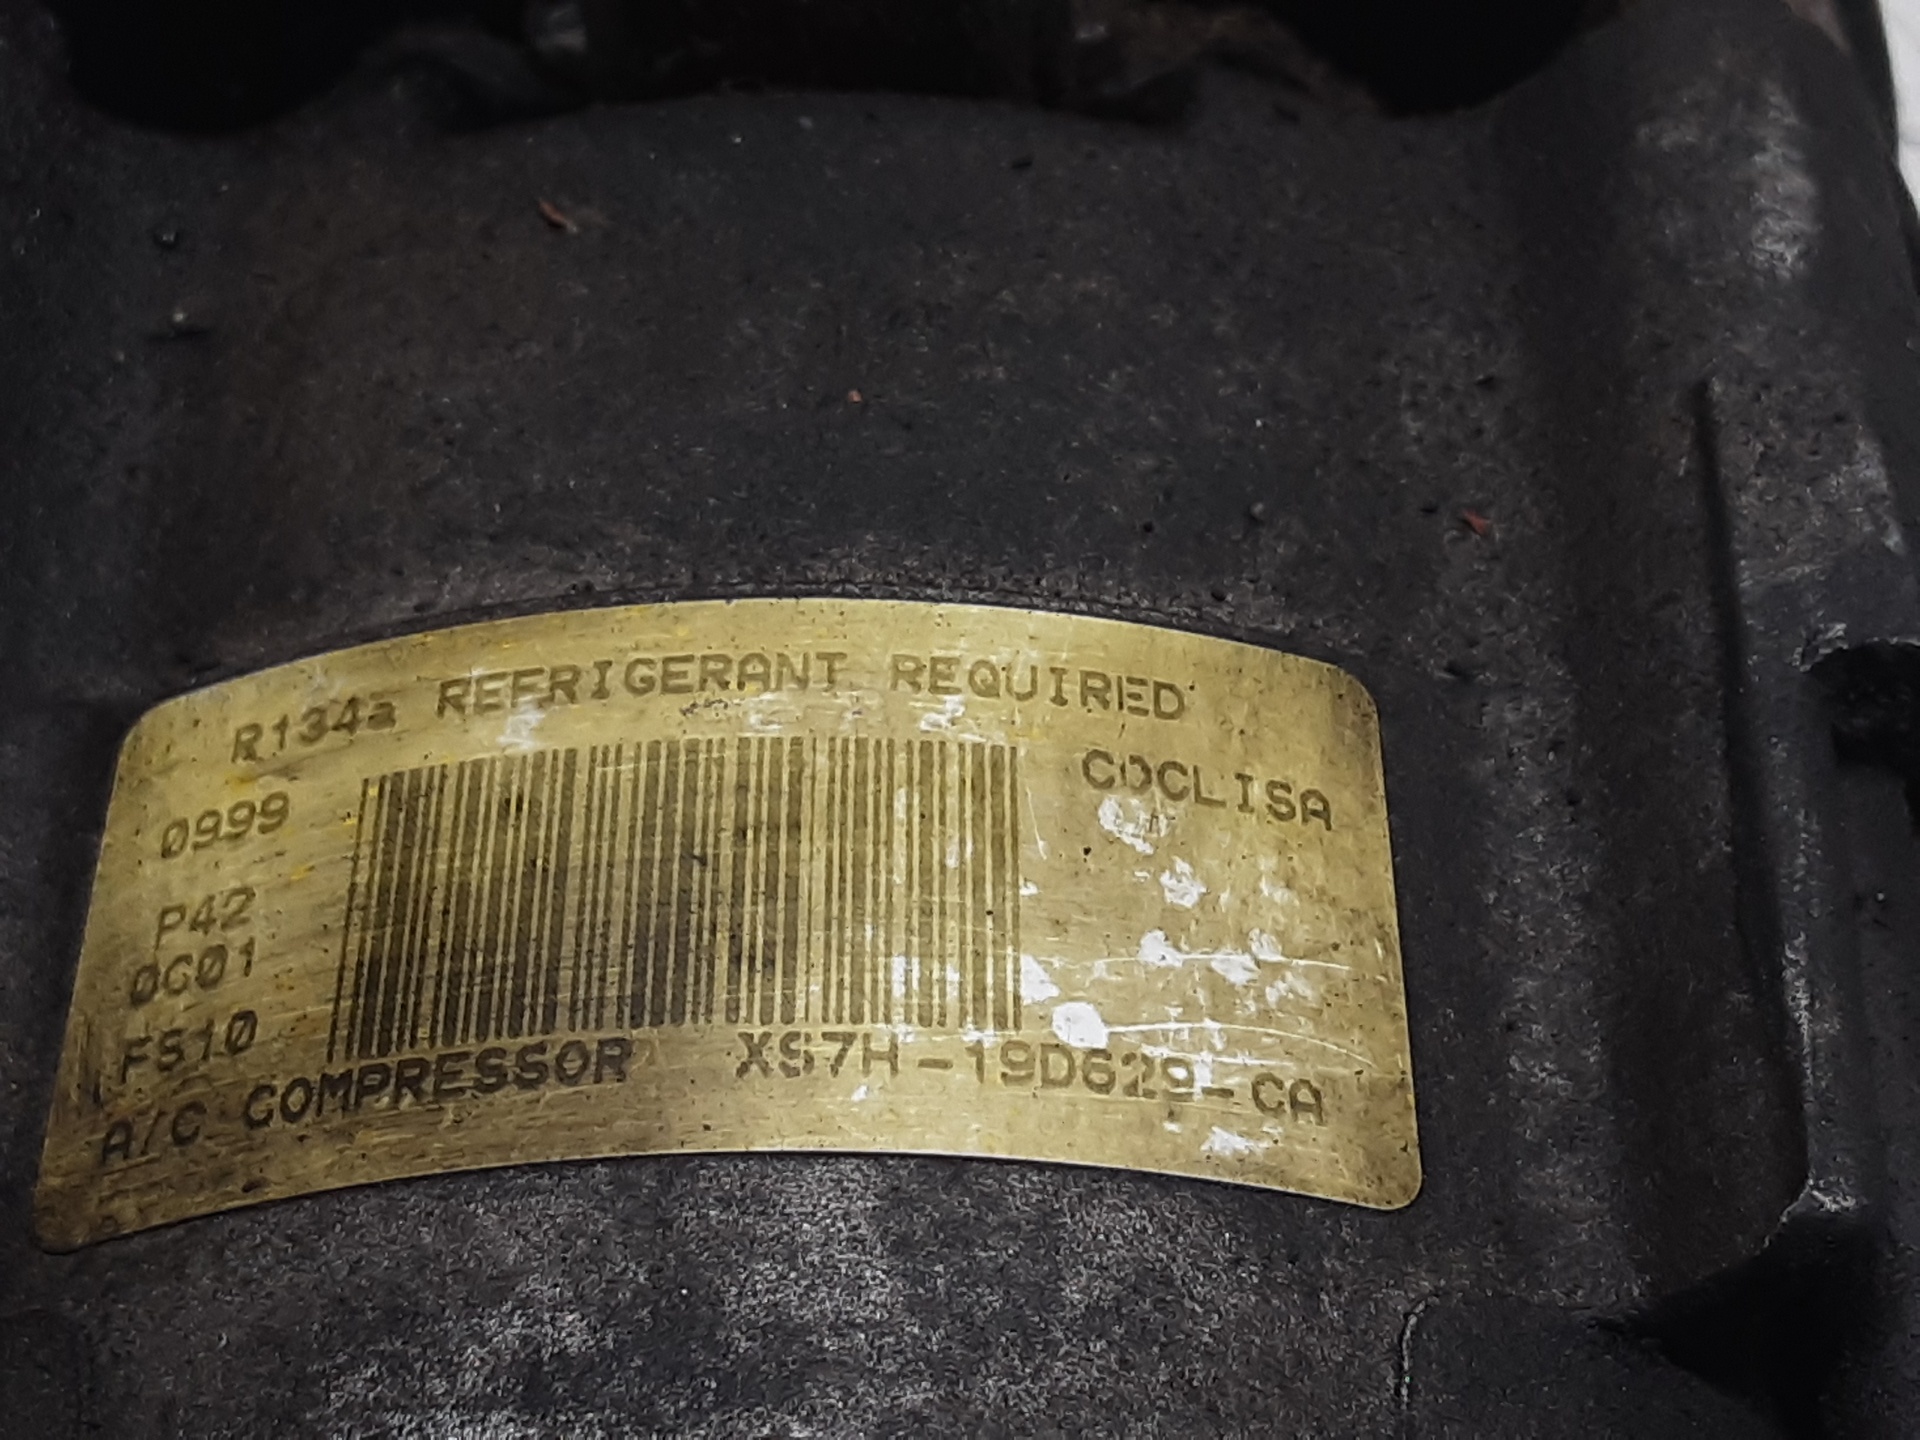 R134a REFRIGERANT REQUIRED
0999
COCLISA
P42
0C01
FS10
A/C COMPRESSOR XS7H-19D629-CA